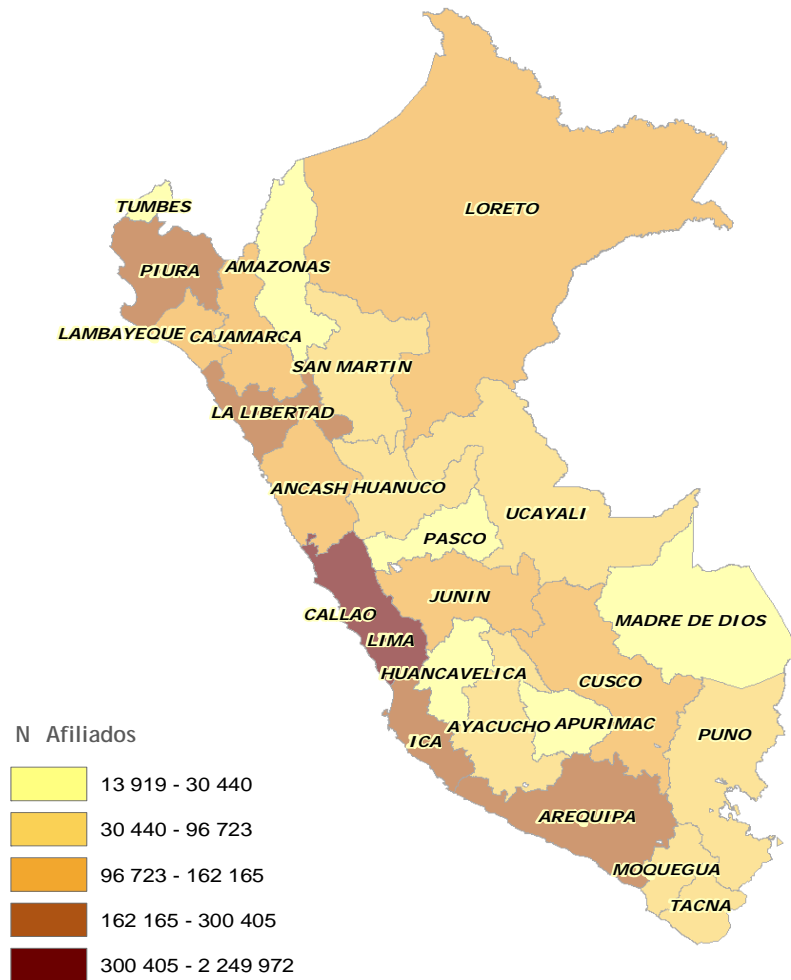 LORETO
TUMBES
PIURA
AMAZONAS
LAMBAYEQUE
CAJAMARCA
SAN MARTIN
LA LIBERTAD
ANCASH
HUANUCO
UCAYALI
PASCO
JUNIN
CALLAO
LIMA
MADRE DE DIOS
HUANCAVELICA
CUSCO
AYACUCHO
APURIMAC
ICA
PUNO
AREQUIPA
MOQUEGUA
TACNA
N Afiliados
13 919 - 30 440
30 440 - 96 723
96 723 - 162 165
162 165 - 300 405
300 405 - 2 249 972